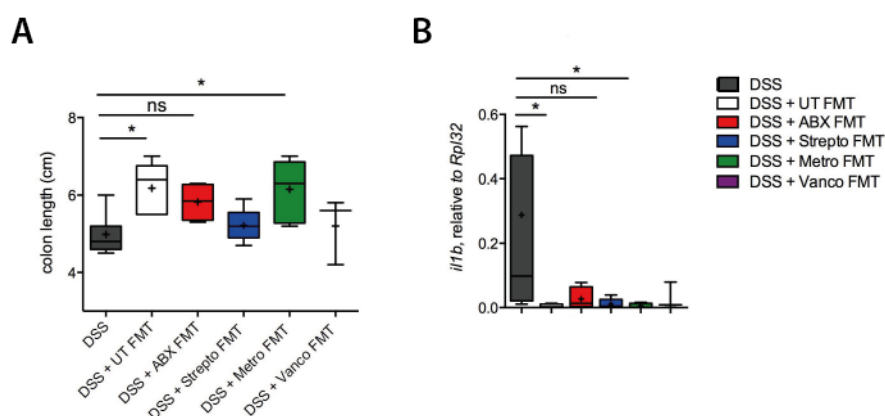 A
*
ns
*
8
6
4
colon length (cm)
DSS
DSS + UT FMT
DSS + ABX FMT
DSS + Strepto FMT
DSS + Metro FMT
DSS + Vanco FMT
B
*
ns
*
0.6
0.4
0.2
0.0
il1b, relative to Rpl32
DSS
DSS + UT FMT
DSS + ABX FMT
DSS + Strepto FMT
DSS + Metro FMT
DSS + Vanco FMT